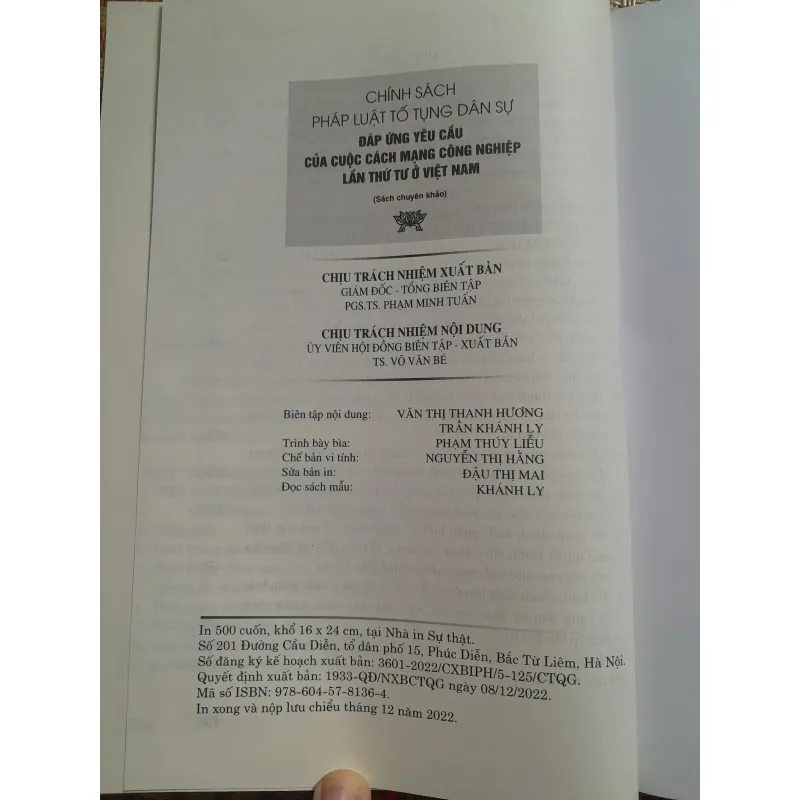 CHÍNH SÁCH
PHÁP LUẬT TỐ TỤNG DÂN SỰ
ĐÁP ỨNG YÊU CẦU
CỦA CUỘC CÁCH MẠNG CÔNG NGHIỆP
LẦN THỨ TƯ Ở VIỆT NAM
(Sách chuyên khảo)
CHỊU TRÁCH NHIỆM XUẤT BẢN
GIÁM ĐỐC - TỔNG BIÊN TẬP
PGS.TS. PHẠM MINH TUẤN
CHỊU TRÁCH NHIỆM NỘI DUNG
ỦY VIÊN HỘI ĐỒNG BIÊN TẬP - XUẤT BẢN
TS. VÕ VĂN BÉ
Biên tập nội dung: VĂN THỊ THANH HƯƠNG
TRẦN KHÁNH LY
Trình bày bìa: PHẠM THÚY LIỄU
Chế bản vi tính: NGUYỄN THỊ HẰNG
Sửa bản in: ĐẬU THỊ MAI
Đọc sách mẫu: KHÁNH LY
In 500 cuốn, khổ 16 x 24 cm, tại Nhà in Sự thật.
Số 201 Đường Cầu Diễn, tổ dân phố 15, Phúc Diễn, Bắc Từ Liêm, Hà Nội.
Số đăng ký kế hoạch xuất bản: 3601-2022/CXBIPH/5-125/CTQG.
Quyết định xuất bản: 1933-QĐ/NXBCTQG ngày 08/12/2022.
Mã số ISBN: 978-604-57-8136-4.
In xong và nộp lưu chiểu tháng 12 năm 2022.